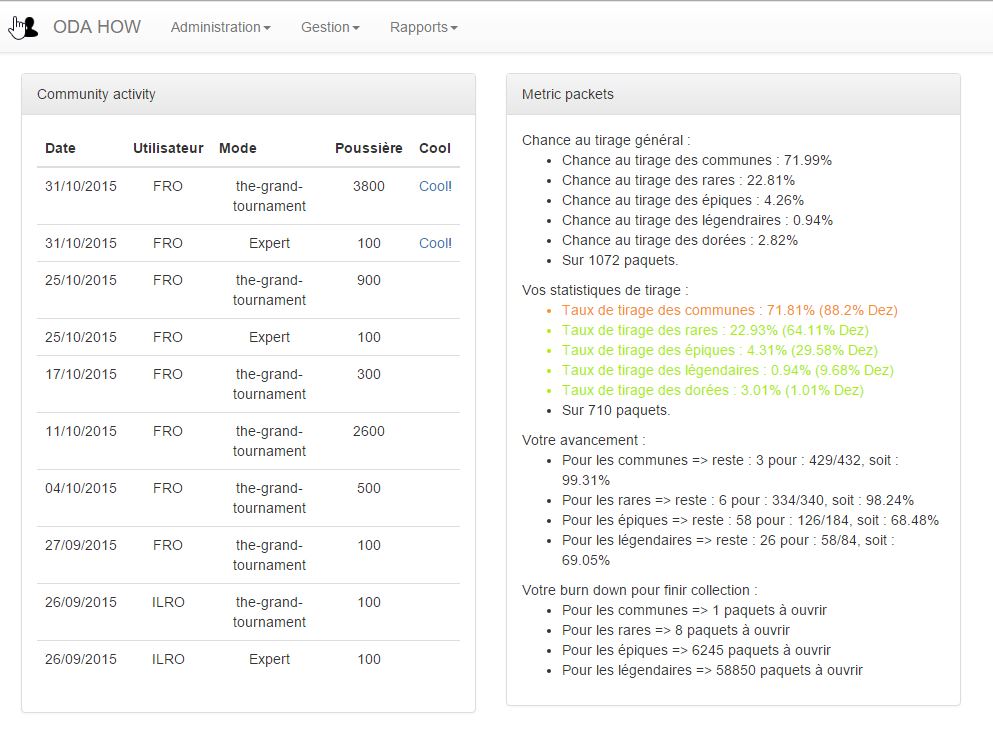 ODA HOW Administration Gestion Rapports
Community activity
Date Utilisateur Mode Poussière Cool
31/10/2015 FRO the-grand- 3800 Cool!
tournament
31/10/2015 FRO Expert 100 Cool!
25/10/2015 FRO the-grand- 900
tournament
25/10/2015 FRO Expert 100
17/10/2015 FRO the-grand- 300
tournament
11/10/2015 FRO the-grand- 2600
tournament
04/10/2015 FRO the-grand- 500
tournament
27/09/2015 FRO the-grand- 100
tournament
26/09/2015 ILRO the-grand- 100
tournament
26/09/2015 ILRO Expert 100
Metric packets
Chance au tirage général :
Chance au tirage des communes : 71.99%
Chance au tirage des rares : 22.81%
Chance au tirage des épiques : 4.26%
Chance au tirage des légendraires : 0.94%
Chance au tirage des dorées : 2.82%
Sur 1072 paquets.
Vos statistiques de tirage :
Taux de tirage des communes : 71.81% (88.2% Dez)
Taux de tirage des rares : 22.93% (64.11% Dez)
Taux de tirage des épiques : 4.31% (29.58% Dez)
Taux de tirage des légendaires : 0.94% (9.68% Dez)
Taux de tirage des dorées : 3.01% (1.01% Dez)
Sur 710 paquets.
Votre avancement :
Pour les communes => reste : 3 pour : 429/432, soit :
99.31%
Pour les rares => reste : 6 pour : 334/340, soit : 98.24%
Pour les épiques => reste : 58 pour : 126/184, soit : 68.48%
Pour les légendaires => reste : 26 pour : 58/84, soit :
69.05%
Votre burn down pour finir collection :
Pour les communes => 1 paquets à ouvrir
Pour les rares => 8 paquets à ouvrir
Pour les épiques => 6245 paquets à ouvrir
Pour les légendaires => 58850 paquets à ouvrir